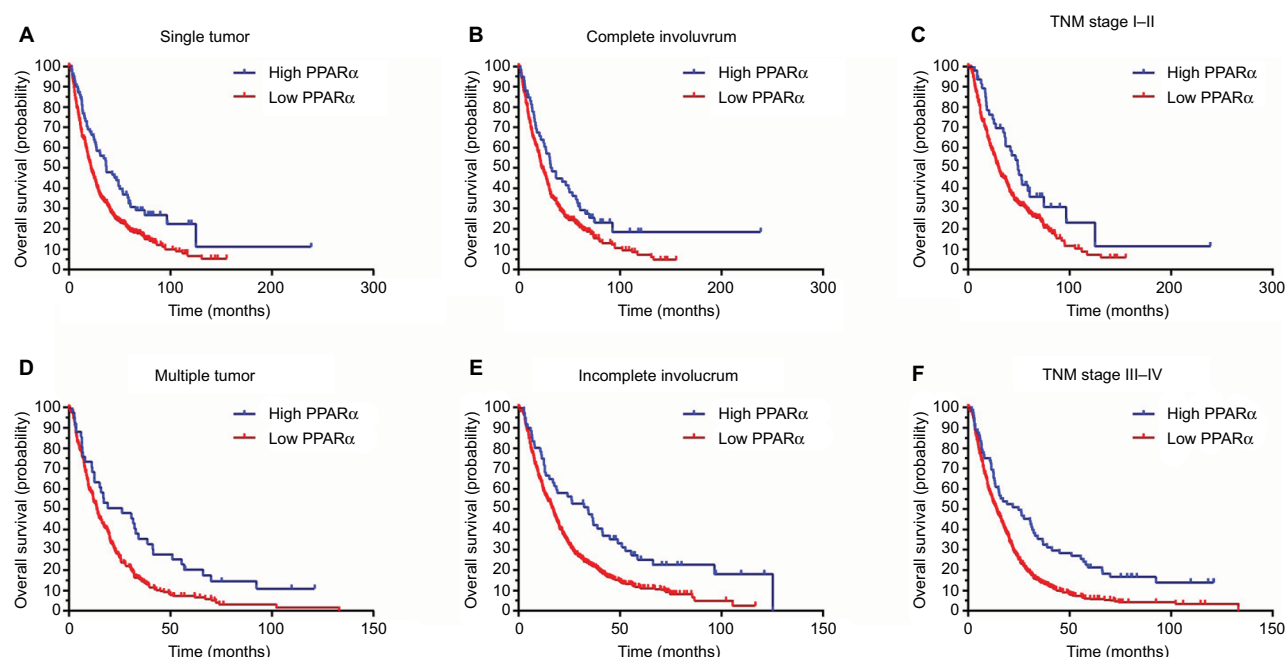 A
Single tumor
Overall survival (probability)
100
90
80
70
60
50
40
30
20
10
0
High PPARα
Low PPARα
0 100 200 300
Time (months)
B
Complete involuvrum
Overall survival (probability)
100
90
80
70
60
50
40
30
20
10
0
High PPARα
Low PPARα
0 100 200 300
Time (months)
C
TNM stage I–II
Overall survival (probability)
100
90
80
70
60
50
40
30
20
10
0
High PPARα
Low PPARα
0 100 200 300
Time (months)
D
Multiple tumor
Overall survival (probability)
100
90
80
70
60
50
40
30
20
10
0
High PPARα
Low PPARα
0 50 100 150
Time (months)
E
Incomplete involucrum
Overall survival (probability)
100
90
80
70
60
50
40
30
20
10
0
High PPARα
Low PPARα
0 50 100 150
Time (months)
F
TNM stage III–IV
Overall survival (probability)
100
90
80
70
60
50
40
30
20
10
0
High PPARα
Low PPARα
0 50 100 150
Time (months)